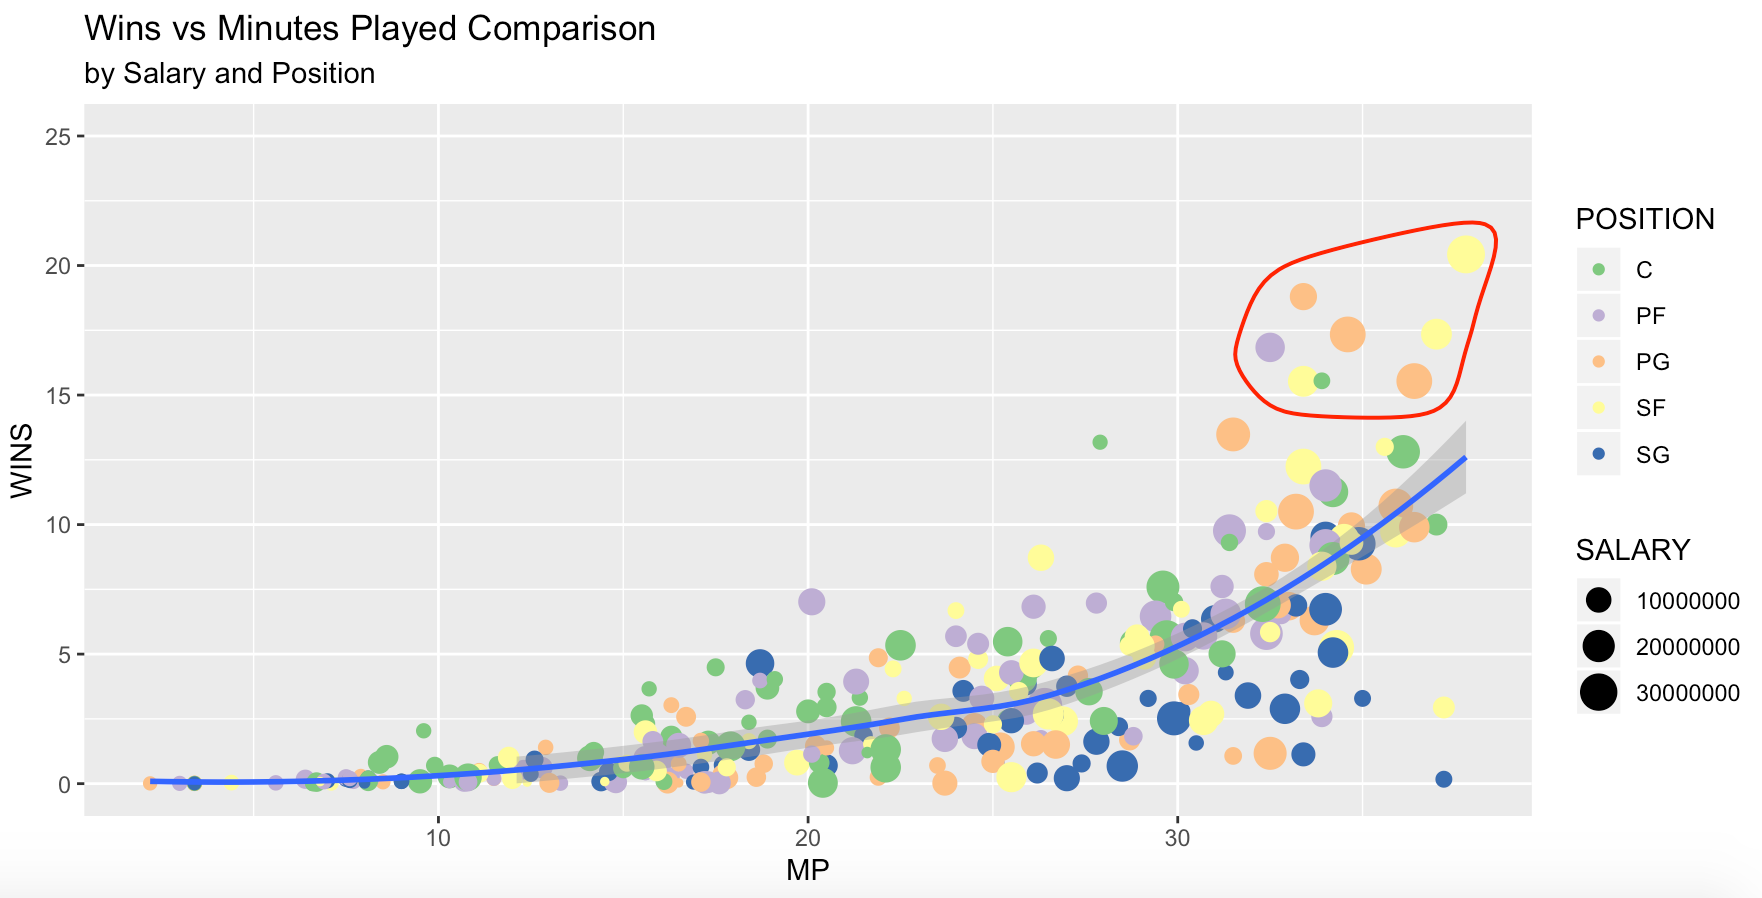 Wins vs Minutes Played Comparison
by Salary and Position
25
20
15
10
5
0
WINS
10
20
30
MP
POSITION
C
PF
PG
SF
SG
SALARY
10000000
20000000
30000000